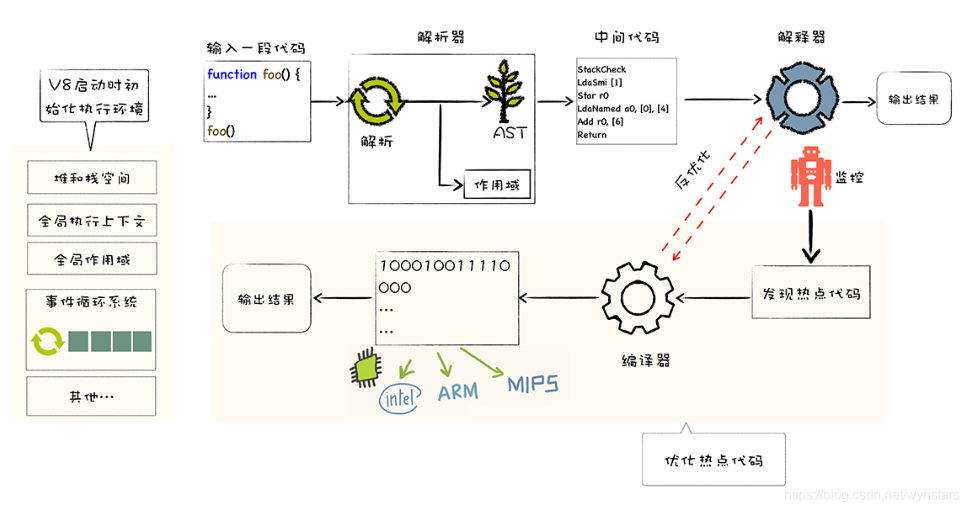 V8启动时初
始化执行环境
堆和栈空间
全局执行上下文
全局作用域
事件循环系统
其他…
输入一段代码
function foo() {
...
}
foo()
解析器
解析
AST
作用域
中间代码
StackCheck
LdaSmi [1]
Star r0
LdaNamed a0, [0], [4]
Add r0, [6]
Return
解释器
输出结果
反优化
监控
发现热点代码
编译器
100010011110
000
...
...
intel
ARM
MIPS
输出结果
优化热点代码
https://blog.csdn.net/wyhstars